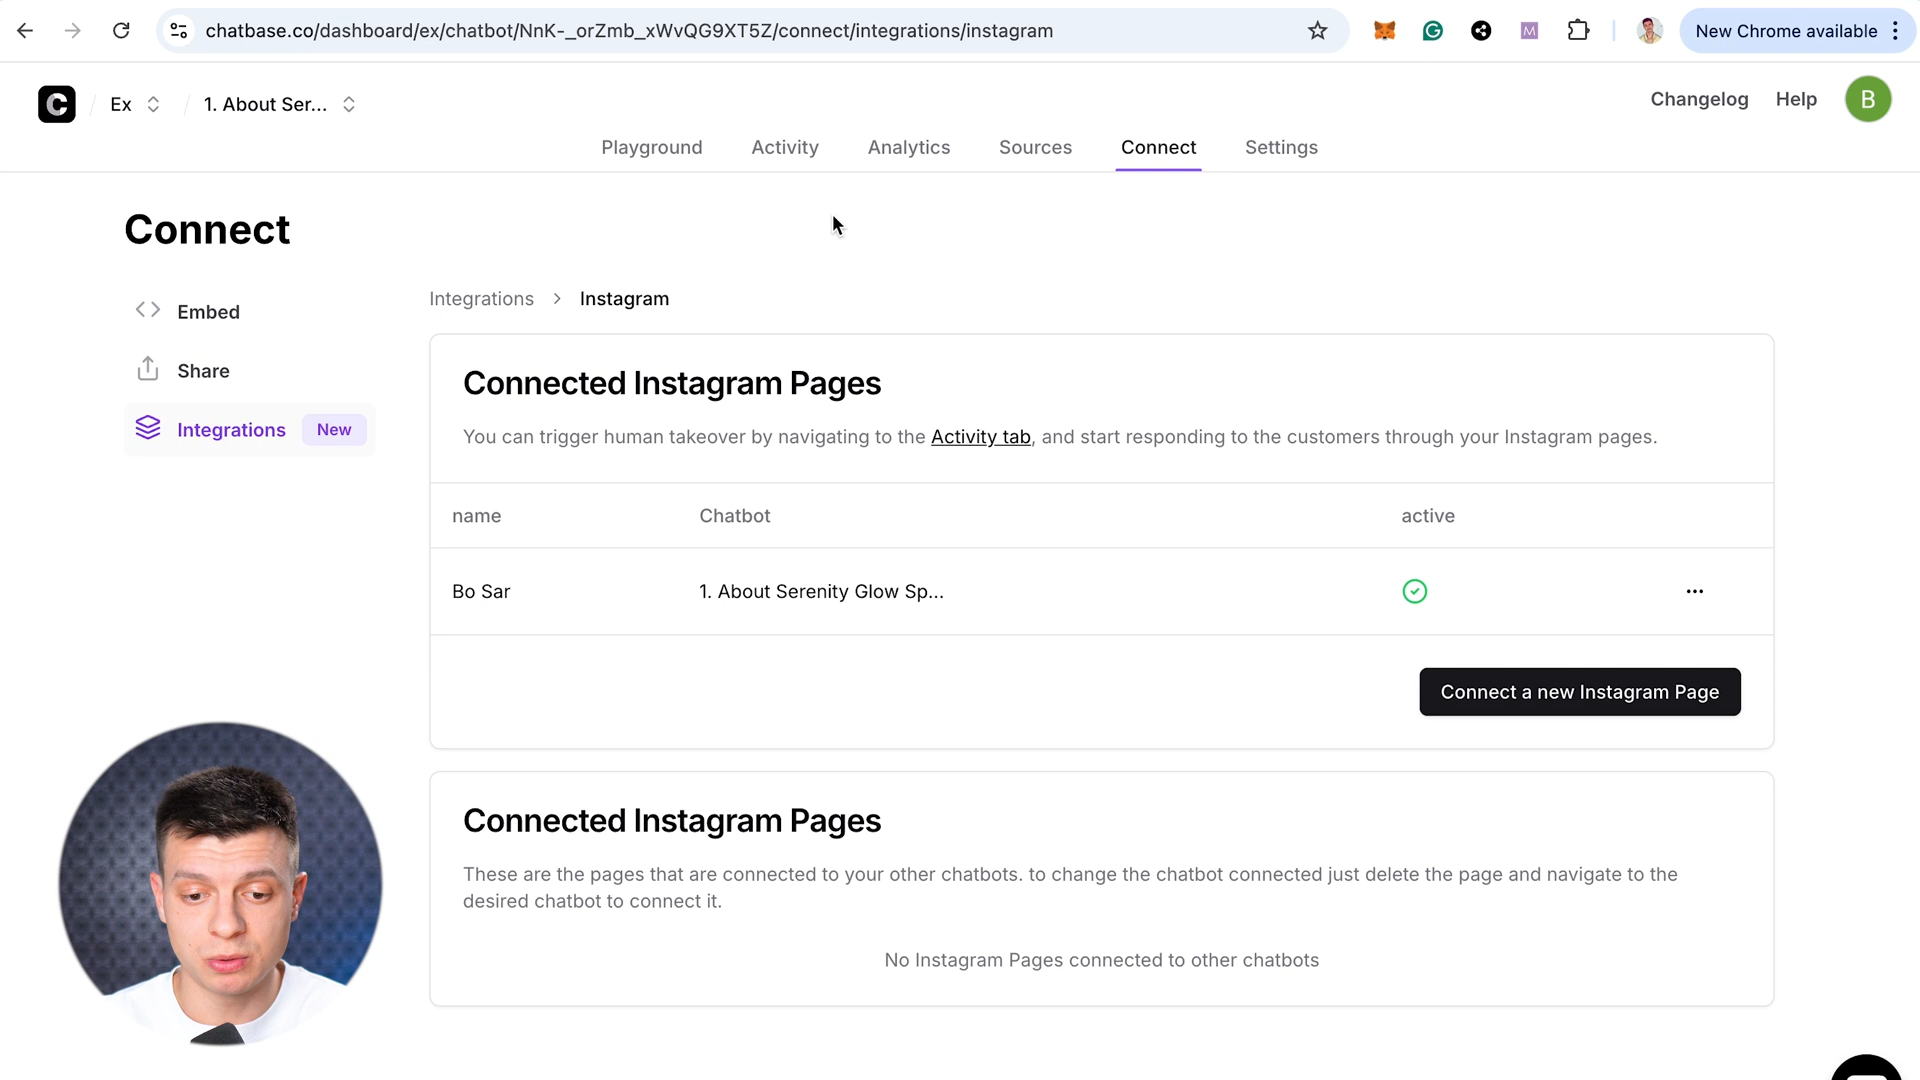 chatbase.co/dashboard/ex/chatbot/NnK-_orZmb_xWvQG9XT5Z/connect/integrations/instagram
New Chrome available
Ex
1. About Ser...
Changelog
Help
B
Playground
Activity
Analytics
Sources
Connect
Settings
Connect
Embed
Share
Integrations
New
Integrations > Instagram
Connected Instagram Pages
You can trigger human takeover by navigating to the Activity tab, and start responding to the customers through your Instagram pages.
name
Chatbot
active
Bo Sar
1. About Serenity Glow Sp...
Connect a new Instagram Page
Connected Instagram Pages
These are the pages that are connected to your other chatbots. to change the chatbot connected just delete the page and navigate to the
desired chatbot to connect it.
No Instagram Pages connected to other chatbots